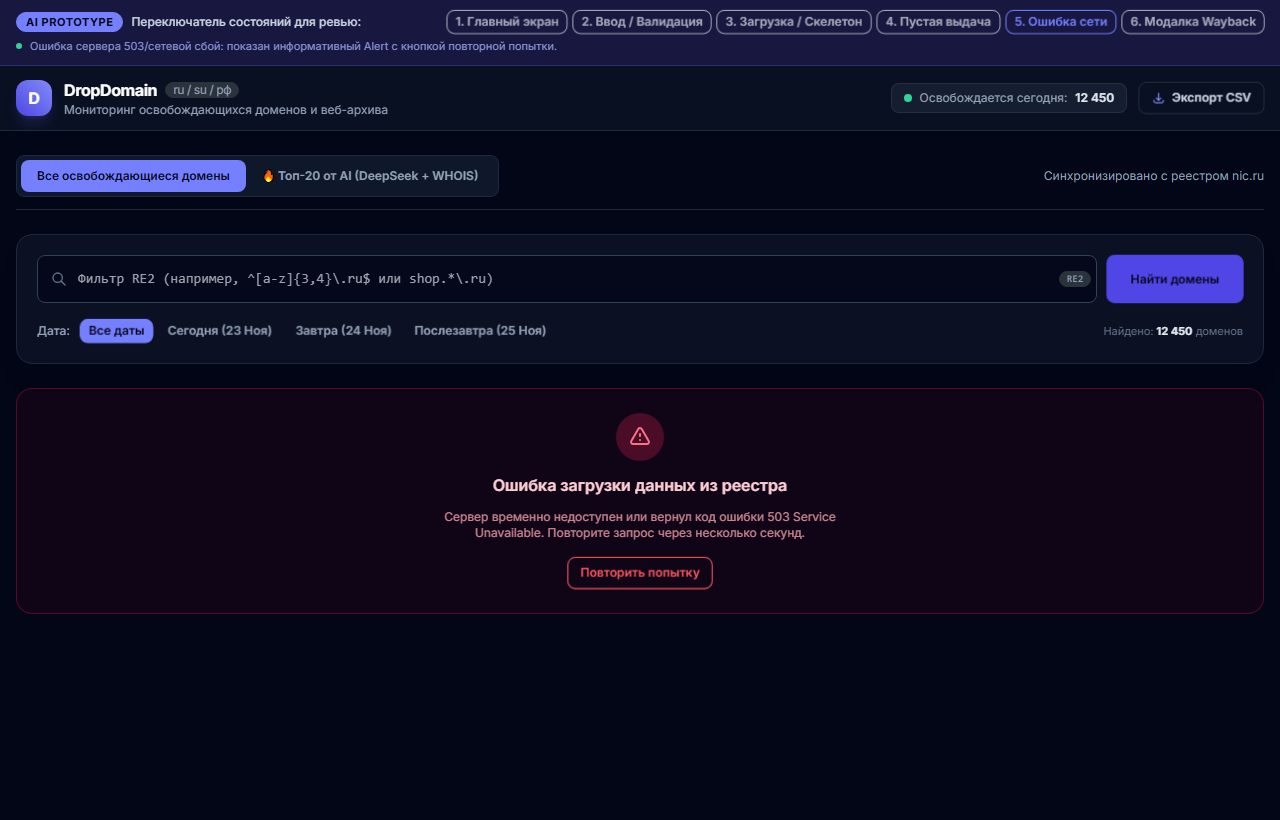 AI PROTOTYPE Переключатель состояний для ревью: 1. Главный экран 2. Ввод / Валидация 3. Загрузка / Скелетон 4. Пустая выдача 5. Ошибка сети 6. Модалка Wayback
Ошибка сервера 503/сетевой сбой: показан информативный Alert с кнопкой повторной попытки.
D DropDomain ru / su / рф
Мониторинг освобождающихся доменов и веб-архива
Освобождается сегодня: 12 450 Экспорт CSV
Все освобождающиеся домены 🔥 Топ-20 от AI (DeepSeek + WHOIS) Синхронизировано с реестром nic.ru
Фильтр RE2 (например, ^[a-z]{3,4}\.ru$ или shop.*\.ru) RE2 Найти домены
Дата: Все даты Сегодня (23 Ноя) Завтра (24 Ноя) Послезавтра (25 Ноя) Найдено: 12 450 доменов
Ошибка загрузки данных из реестра
Сервер временно недоступен или вернул код ошибки 503 Service
Unavailable. Повторите запрос через несколько секунд.
Повторить попытку